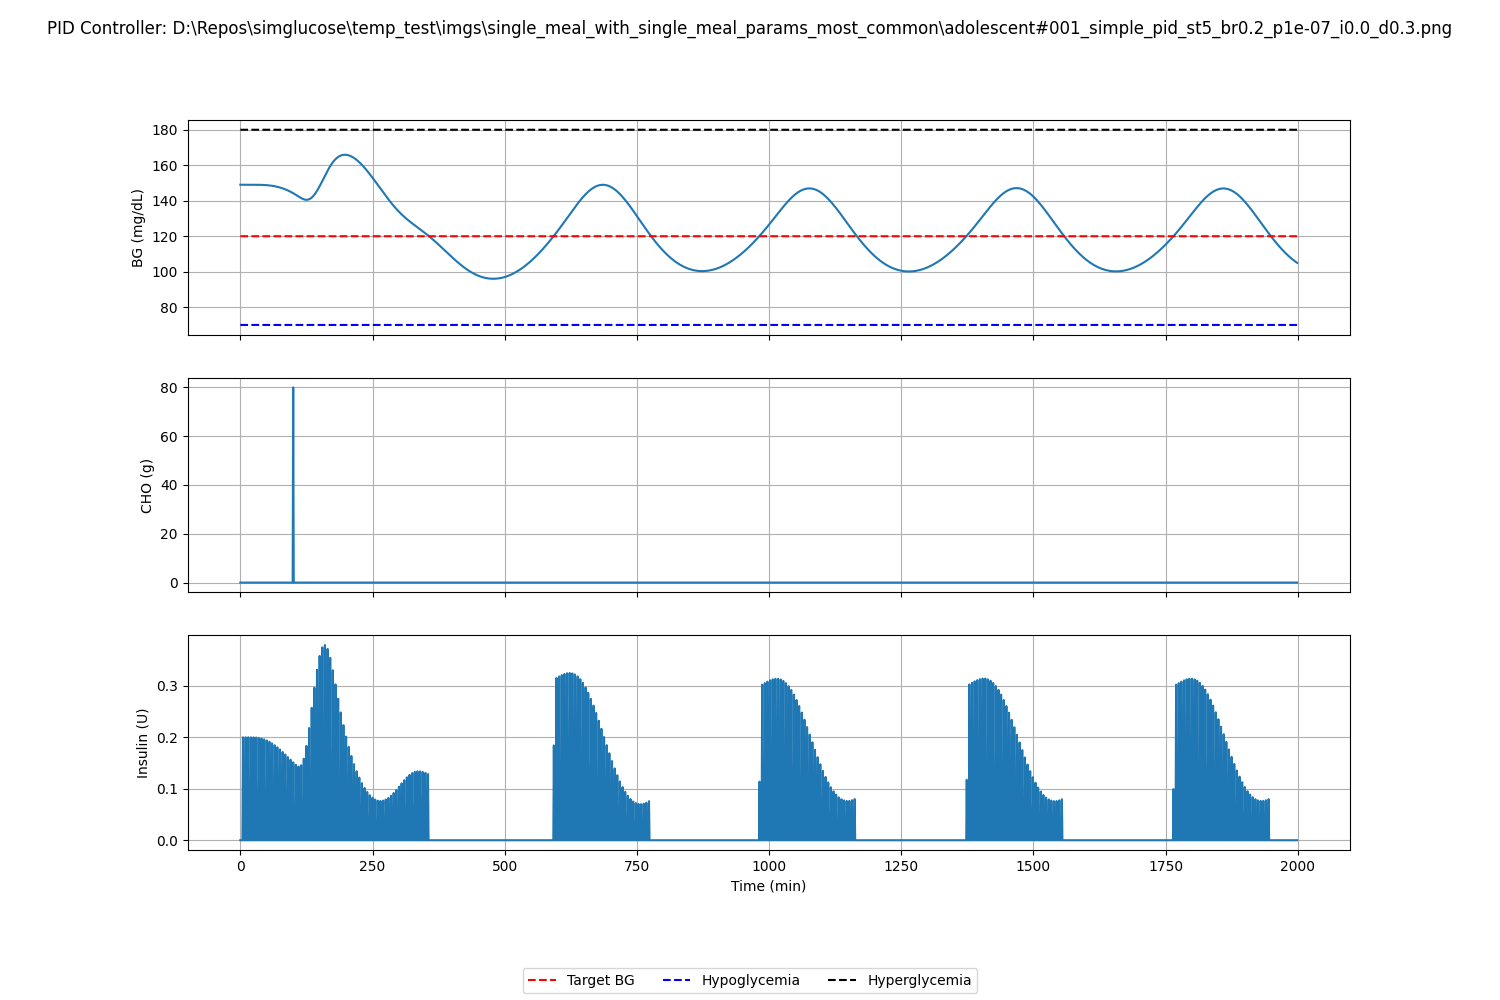 PID Controller: D:\Repos\simglucose\temp_test\imgs\single_meal_with_single_meal_params_most_common\adolescent#001_simple_pid_st5_br0.2_p1e-07_i0.0_d0.3.png
180
160
140
120
100
80
BG (mg/dL)
80
60
40
20
0
CHO (g)
0.3
0.2
0.1
0.0
Insulin (U)
0 250 500 750 1000 1250 1500 1750 2000
Time (min)
Target BG Hypoglycemia Hyperglycemia